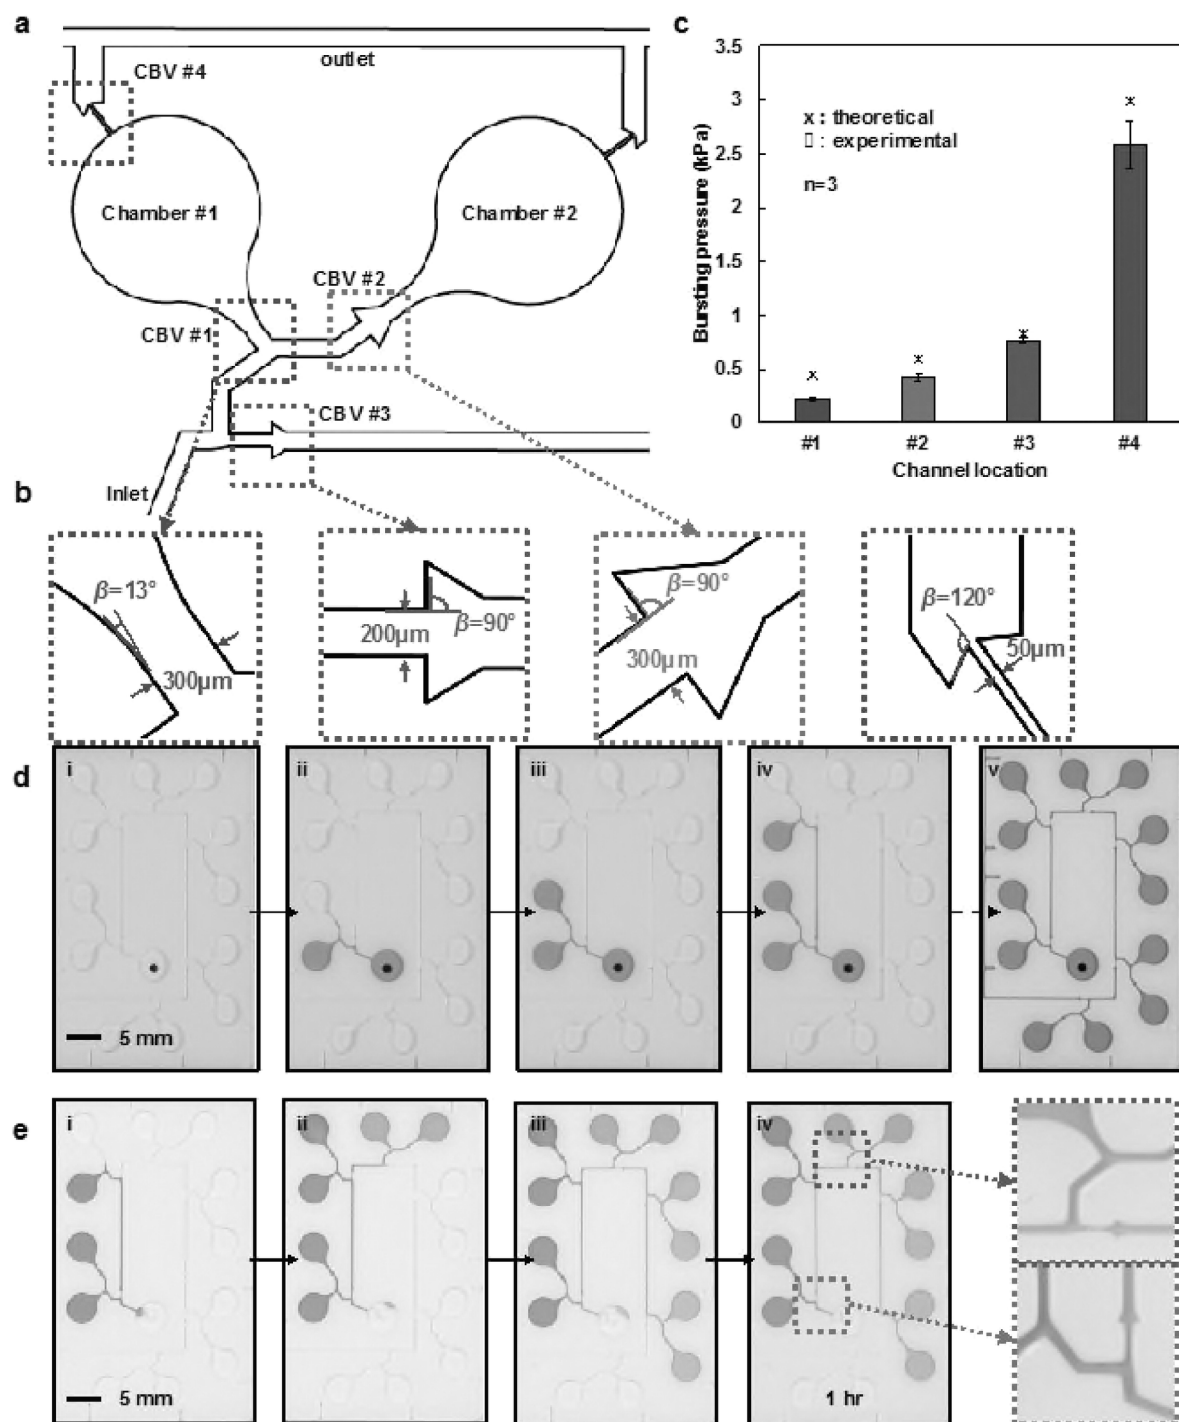 a
outlet
CBV #4
Chamber #1
Chamber #2
CBV #2
CBV #1
CBV #3
Inlet
c
3.5
3
2.5
2
1.5
1
0.5
0
Bursting pressure (kPa)
x : theoretical
▯ : experimental
n=3
#1
#2
#3
#4
Channel location
b
β=13°
300µm
200µm
β=90°
β=90°
300µm
β=120°
50µm
d
i
ii
iii
iv
v
5 mm
e
i
ii
iii
iv
5 mm
1 hr